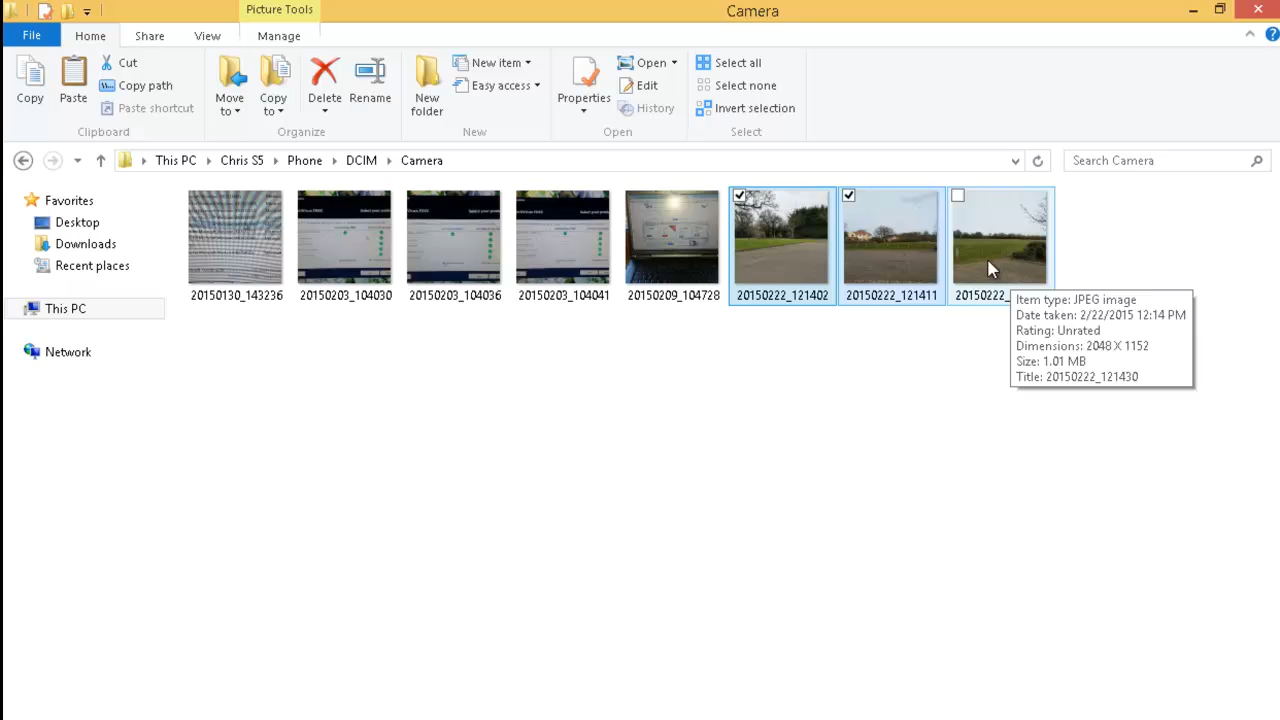 Picture Tools
Camera
File
Home
Share
View
Manage
Copy
Paste
Cut
Copy path
Paste shortcut
Clipboard
Move to
Copy to
Delete
Rename
Organize
New folder
New item
Easy access
New
Properties
Open
Edit
History
Open
Select all
Select none
Invert selection
Select
This PC
Chris S5
Phone
DCIM
Camera
Search Camera
Favorites
Desktop
Downloads
Recent places
This PC
Network
20150130_143236
20150203_104030
20150203_104036
20150203_104041
20150209_104728
20150222_121402
20150222_121411
20150222_
Item type: JPEG image
Date taken: 2/22/2015 12:14 PM
Rating: Unrated
Dimensions: 2048 X 1152
Size: 1.01 MB
Title: 20150222_121430